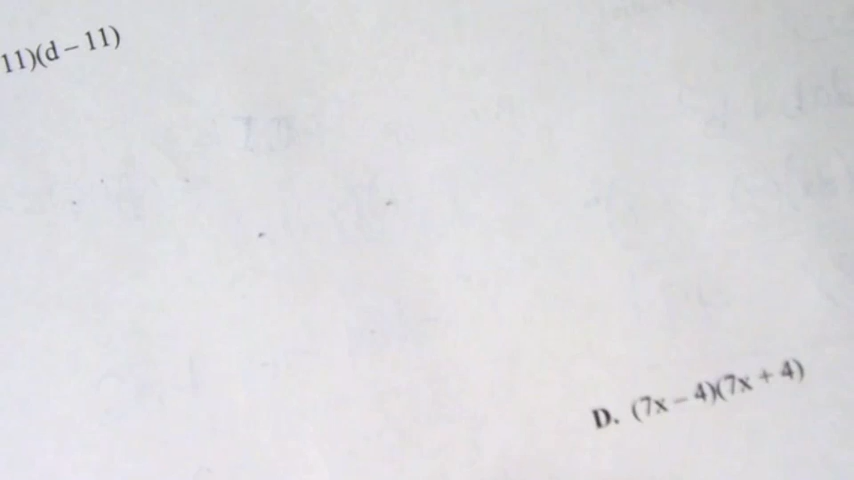 11)(d – 11)
D. (7x – 4)(7x + 4)